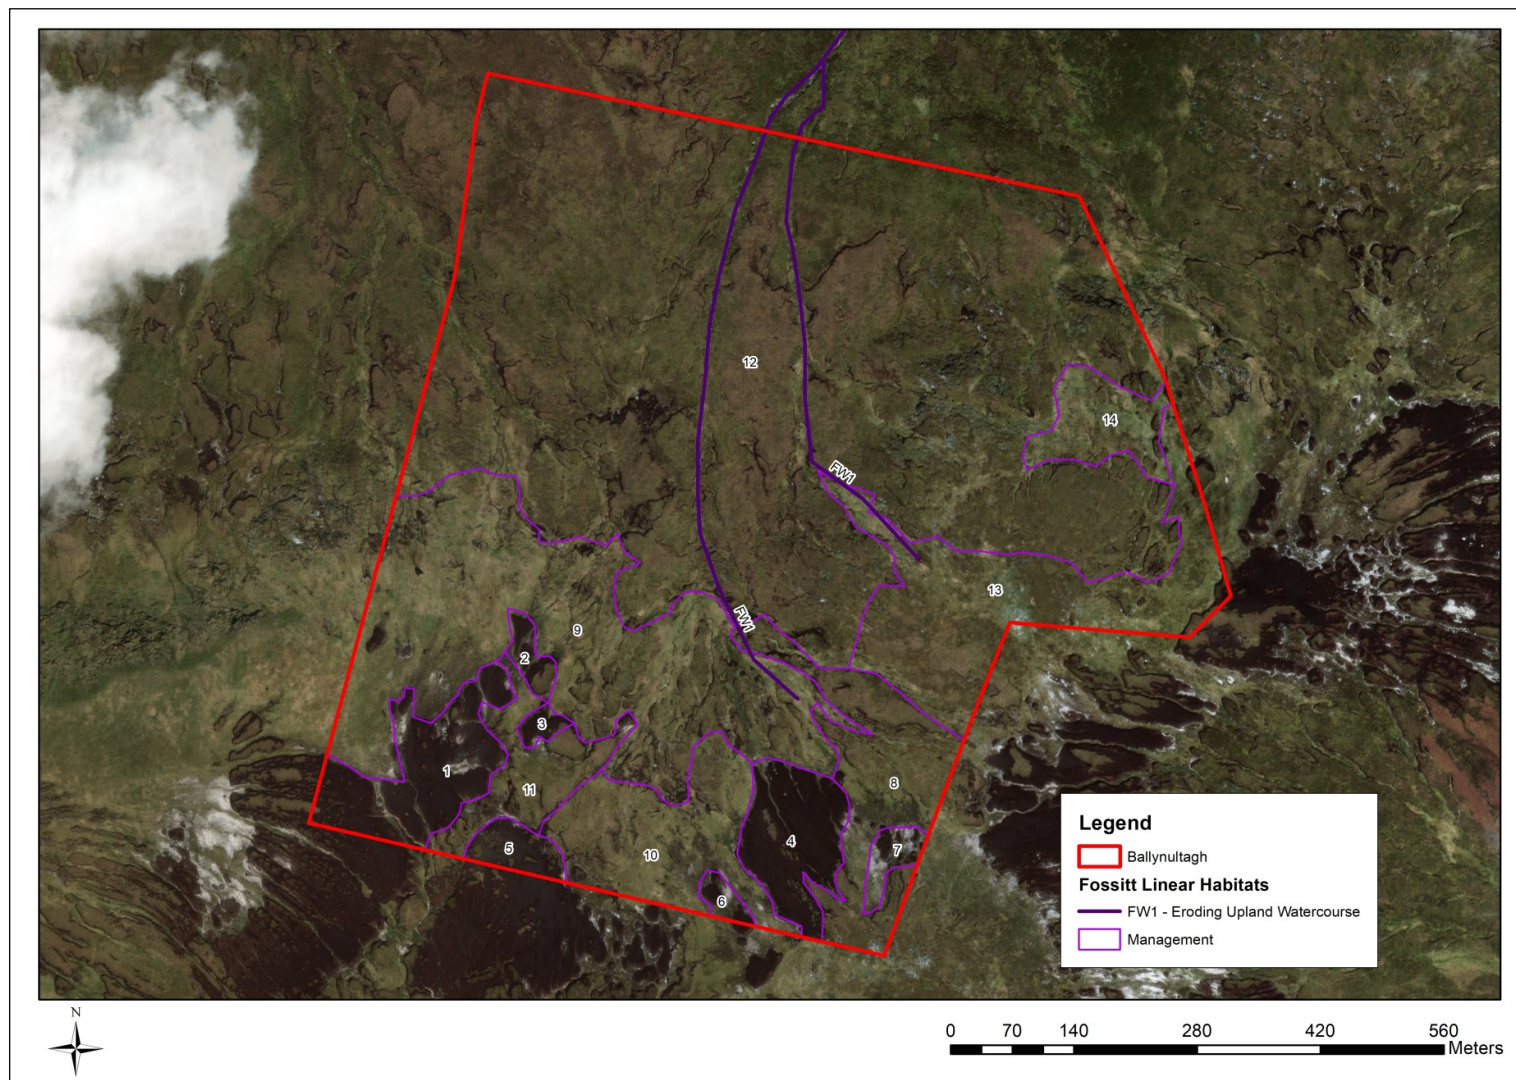 12
14
FW1
13
FW1
9
2
3
1
11
8
4
5
10
7
6
Legend
Ballynultagh
Fossitt Linear Habitats
FW1 - Eroding Upland Watercourse
Management
N
0 70 140 280 420 560
Meters